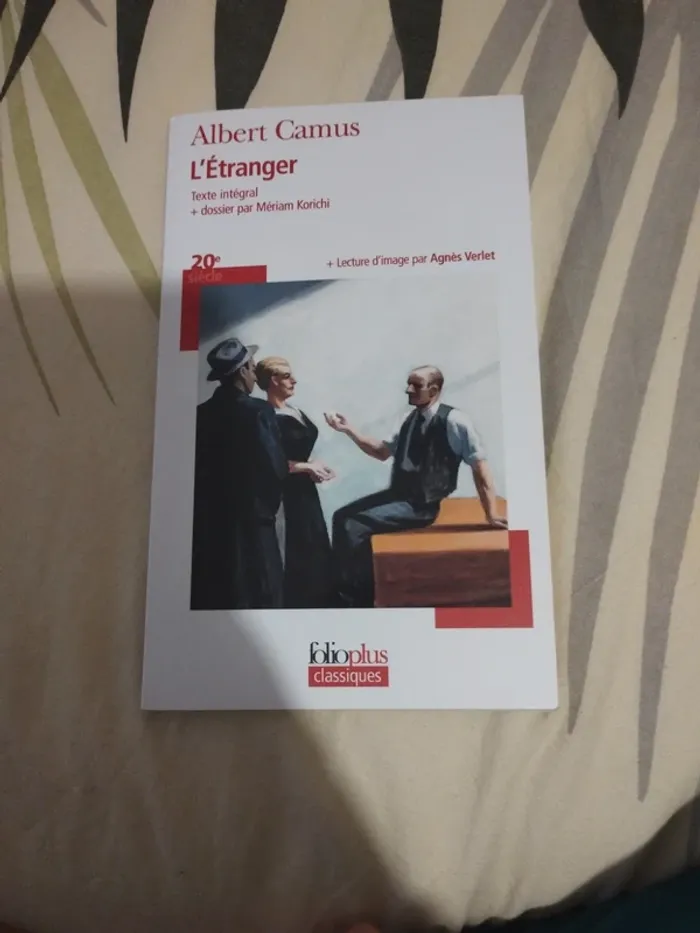 Albert Camus
L'Étranger
Texte intégral
+ dossier par Mériam Korichi
20e
siècle
+ Lecture d'image par Agnès Verlet
folioplus
classiques